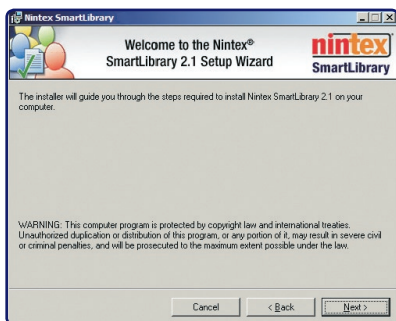 Nintex SmartLibrary
Welcome to the Nintex®
SmartLibrary 2.1 Setup Wizard
nintex
SmartLibrary
The installer will guide you through the steps required to install Nintex SmartLibrary 2.1 on your
computer.
WARNING: This computer program is protected by copyright law and international treaties.
Unauthorized duplication or distribution of this program, or any portion of it, may result in severe civil
or criminal penalties, and will be prosecuted to the maximum extent possible under the law.
Cancel
< Back
Next >